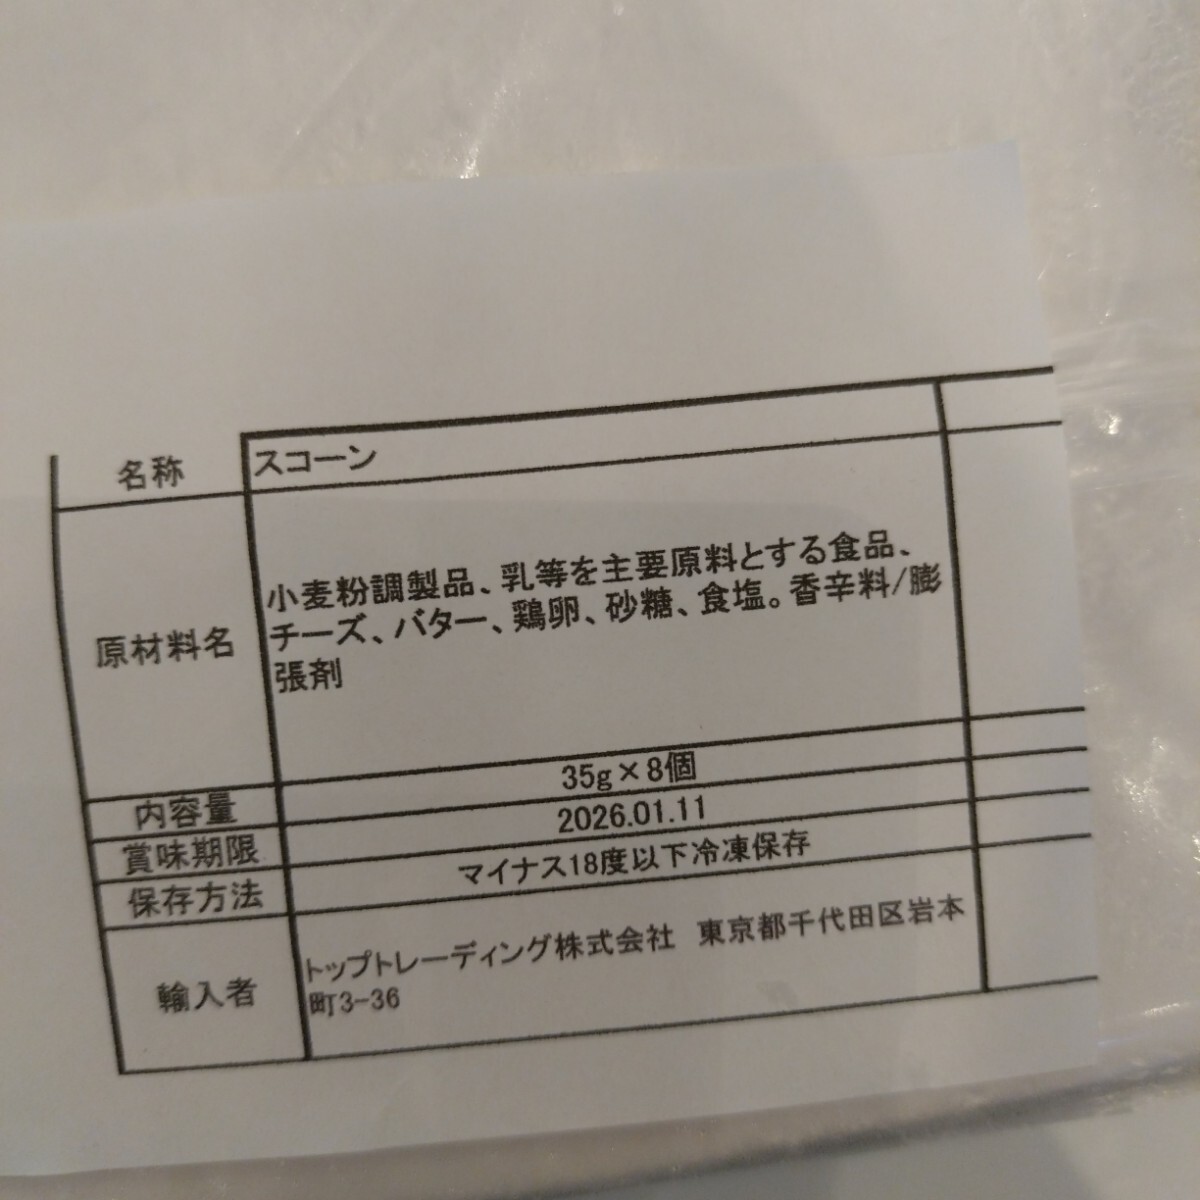 名称 スコーン
原材料名 小麦粉調製品、乳等を主要原料とする食品、
チーズ、バター、鶏卵、砂糖、食塩。香辛料/膨
張剤
内容量 35g×8個
賞味期限 2026.01.11
保存方法 マイナス18度以下冷凍保存
輸入者 トップトレーディング株式会社 東京都千代田区岩本
町3-36